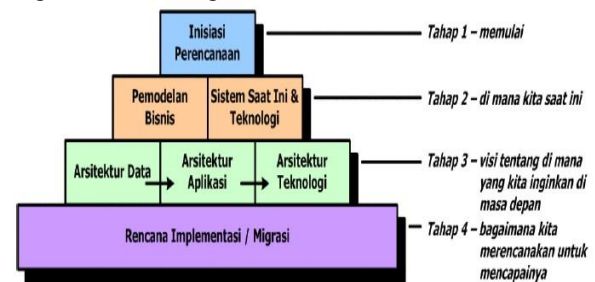 Inisiasi
Perencanaan
Tahap 1 – memulai
Pemodelan
Bisnis
Sistem Saat Ini &
Teknologi
Tahap 2 – di mana kita saat ini
Arsitektur Data
Arsitektur
Aplikasi
Arsitektur
Teknologi
Tahap 3 – visi tentang di mana
yang kita inginkan di
masa depan
Rencana Implementasi / Migrasi
Tahap 4 – bagaimana kita
merencanakan untuk
mencapainya